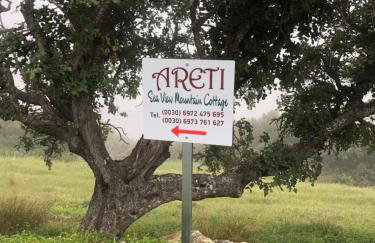 ARETI
Sea View Mountain Cottage
Tel. (0030) 6972 475 695
(0030) 6973 761 627